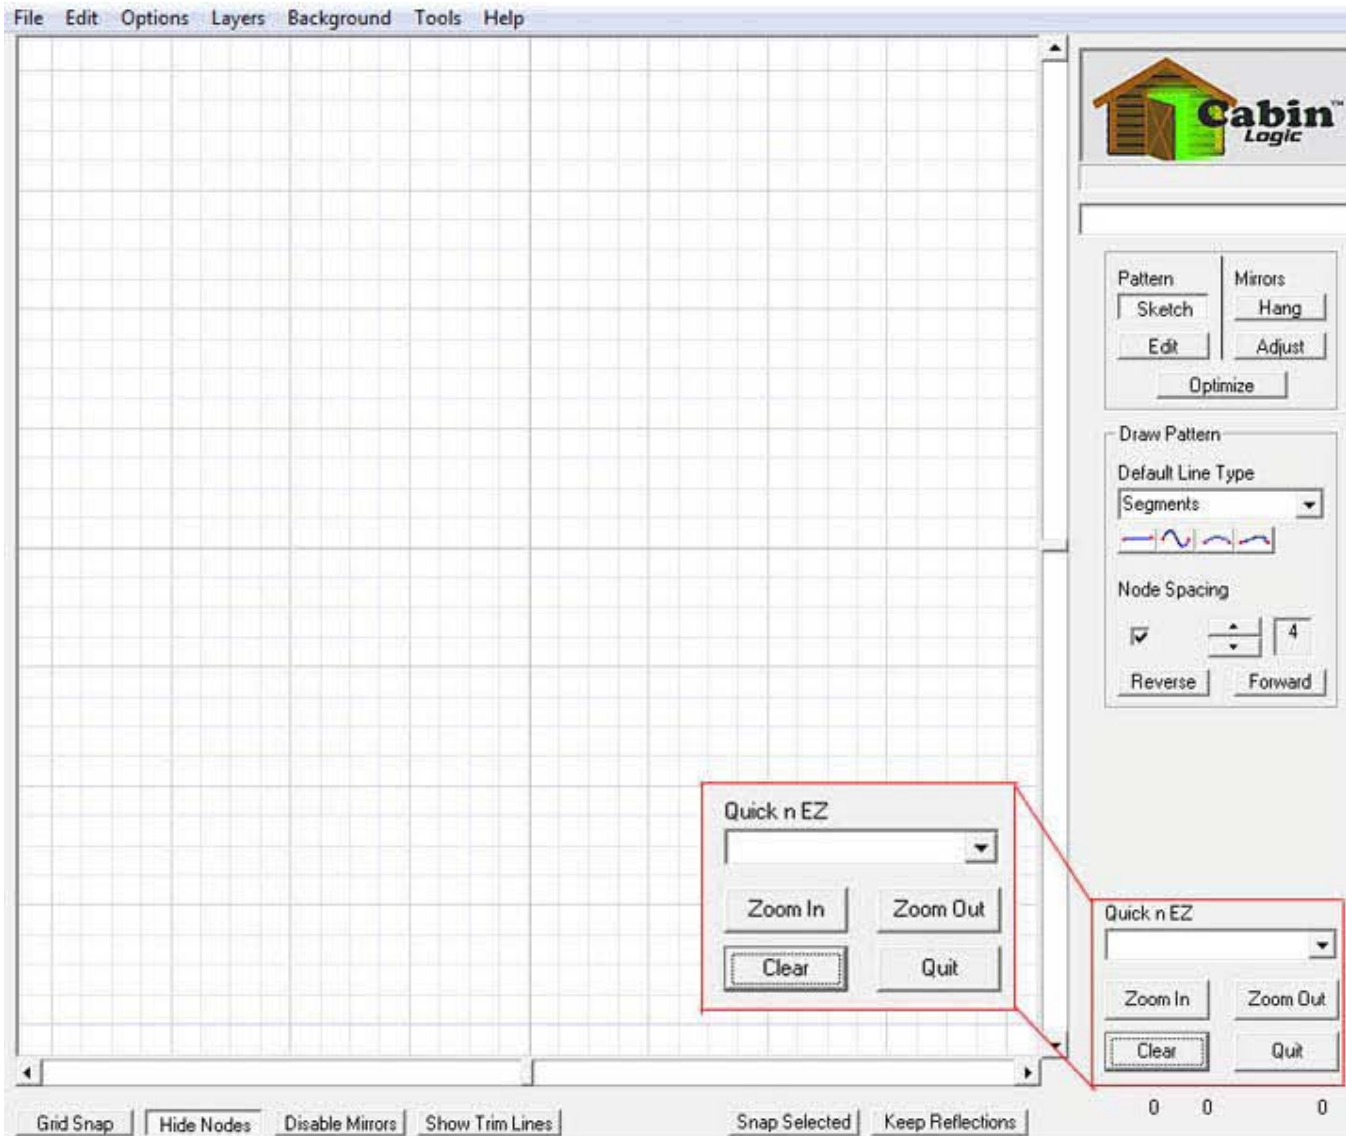 File Edit Options Layers Background Tools Help
Cabin™
Logic
Pattern Mirrors
Sketch Hang
Edit Adjust
Optimize
Draw Pattern
Default Line Type
Segments
Node Spacing
4
Reverse Forward
Quick n EZ
Zoom In Zoom Out
Clear Quit
Quick n EZ
Zoom In Zoom Out
Clear Quit
0 0 0
Grid Snap Hide Nodes Disable Mirrors Show Trim Lines Snap Selected Keep Reflections